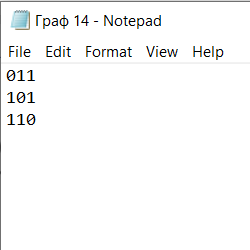 Граф 14 - Notepad
File Edit Format View Help
011
101
110